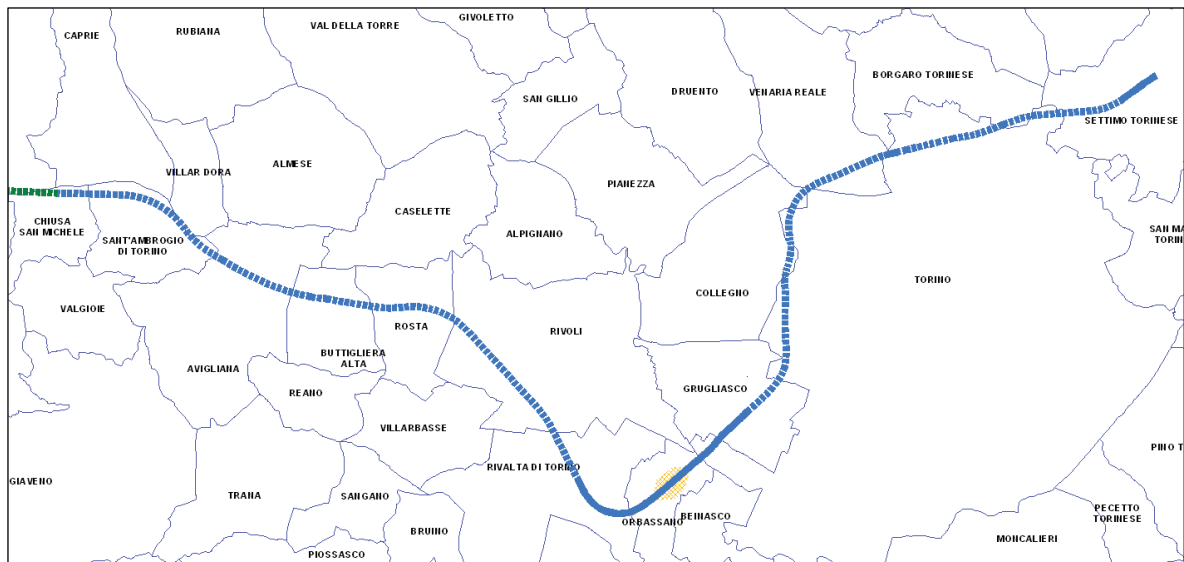 GIVOLETTO
VAL DELLA TORRE
RUBIANA
CAPRIE
BORGARO TORINESE
DRUENTO
VENARIA REALE
SAN GILLIO
SETTIMO TORINESE
ALMESE
VILLAR DORA
PIANEZZA
CASELETTE
CHIUSA
SAN MICHELE
ALPIGNANO
SANT'AMBROGIO
DI TORINO
SAN MA
TORIN
TORINO
COLLEGNO
VALGIOIE
ROSTA
RIVOLI
BUTTIGLIERA
ALTA
AVIGLIANA
GRUGLIASCO
REANO
VILLARBASSE
PINO T
RIVALTA DI TORINO
GIAVENO
TRANA
SANGANO
PECETTO
TORINESE
BEINASCO
ORBASSANO
BRUINO
MONCALIERI
PIOSSASCO